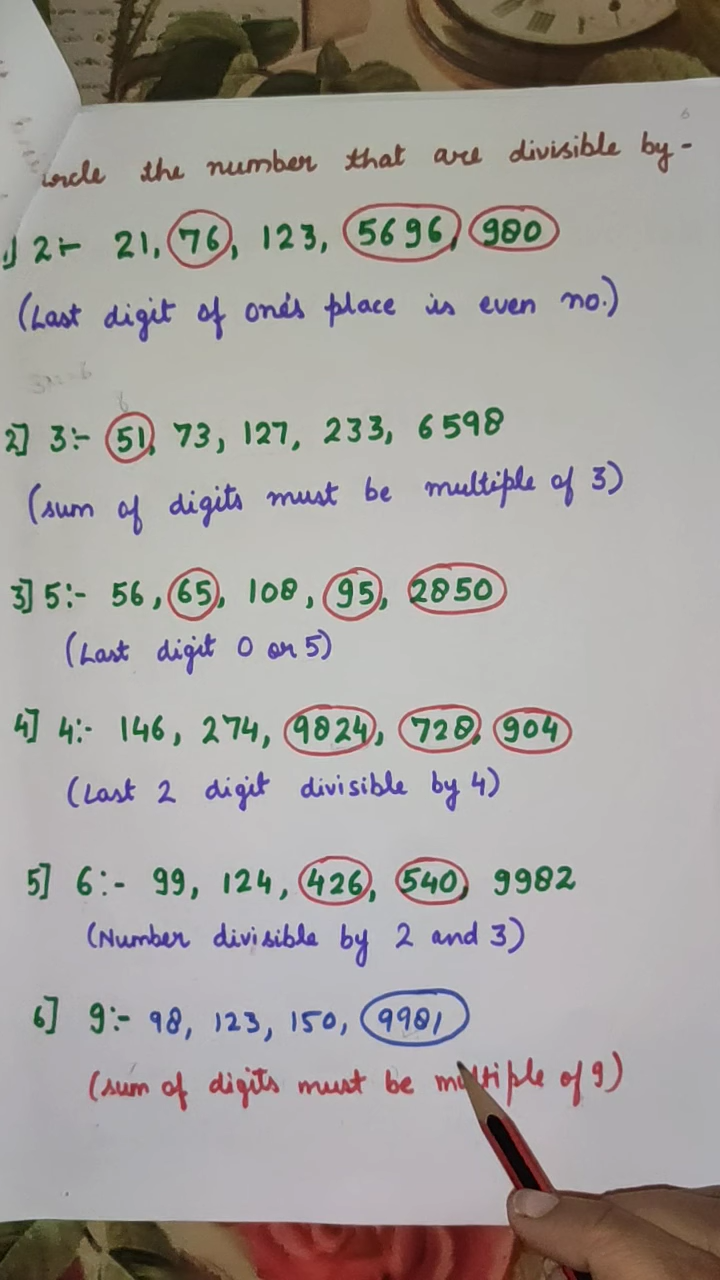 the number that are divisible by-
1) 2:- 21, 76, 123, 5696, 980
(Last digit of one's place is even no.)
2] 3:- 51, 73, 127, 233, 6598
(sum of digits must be multiple of 3)
3] 5:- 56, 65, 108, 95, 2850
(Last digit 0 or 5)
4] 4:- 146, 274, 9824, 728, 904
(Last 2 digit divisible by 4)
5] 6:- 99, 124, 426, 540, 9982
(Number divisible by 2 and 3)
6] 9:- 98, 123, 150, 9981
(sum of digits must be multiple of 9)